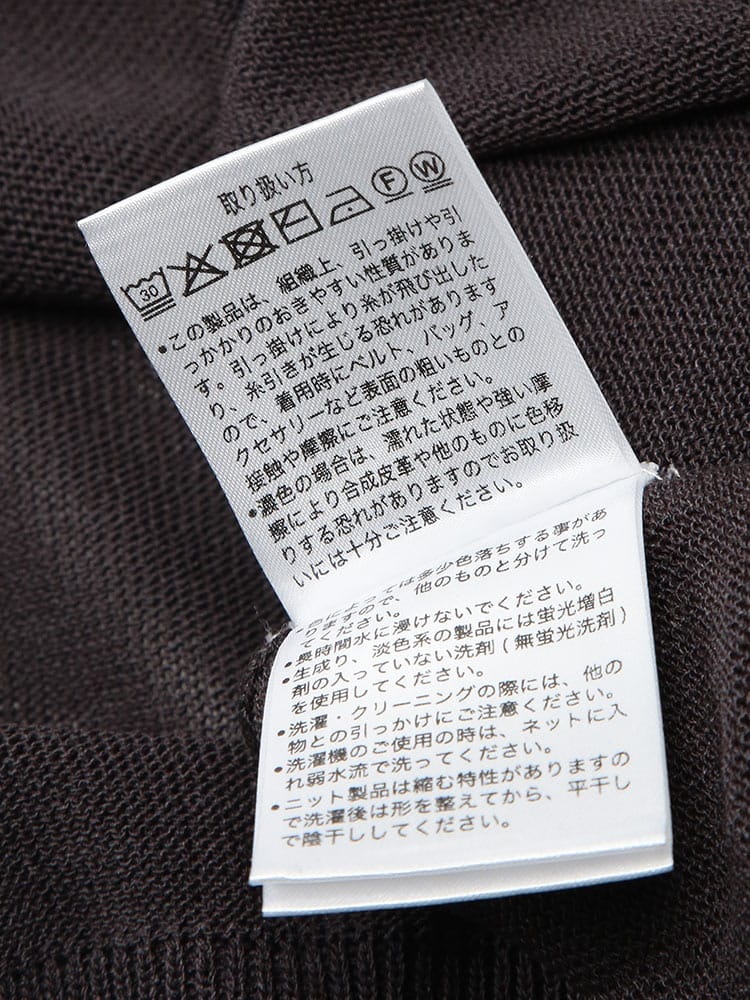 取り扱い方
30 F W
•この製品は、組織上、引っ掛けや引
っかかりのおきやすい性質がありま
す。引っ掛けにより糸が飛び出した
り、糸引きが生じる恐れがあります
ので、着用時にベルト、バッグ、ア
クセサリーなど表面の粗いものとの
接触や摩擦にご注意ください。
•濃色の場合は、濡れた状態や強い摩
擦により合成皮革や他のものに色移
りする恐れがありますのでお取り扱
いには十分ご注意ください。
•色によっては多少色落ちする事があ
りますので、他のものと分けて洗っ
てください。
•長時間水に浸けないでください。
•生成り、淡色系の製品には蛍光増白
剤の入っていない洗剤(無蛍光洗剤)
を使用してください。
•洗濯・クリーニングの際には、他の
物との引っかけにご注意ください。
•洗濯機のご使用の時は、ネットに入
れ弱水流で洗ってください。
•ニット製品は縮む特性がありますの
で洗濯後は形を整えてから、平干し
で陰干ししてください。